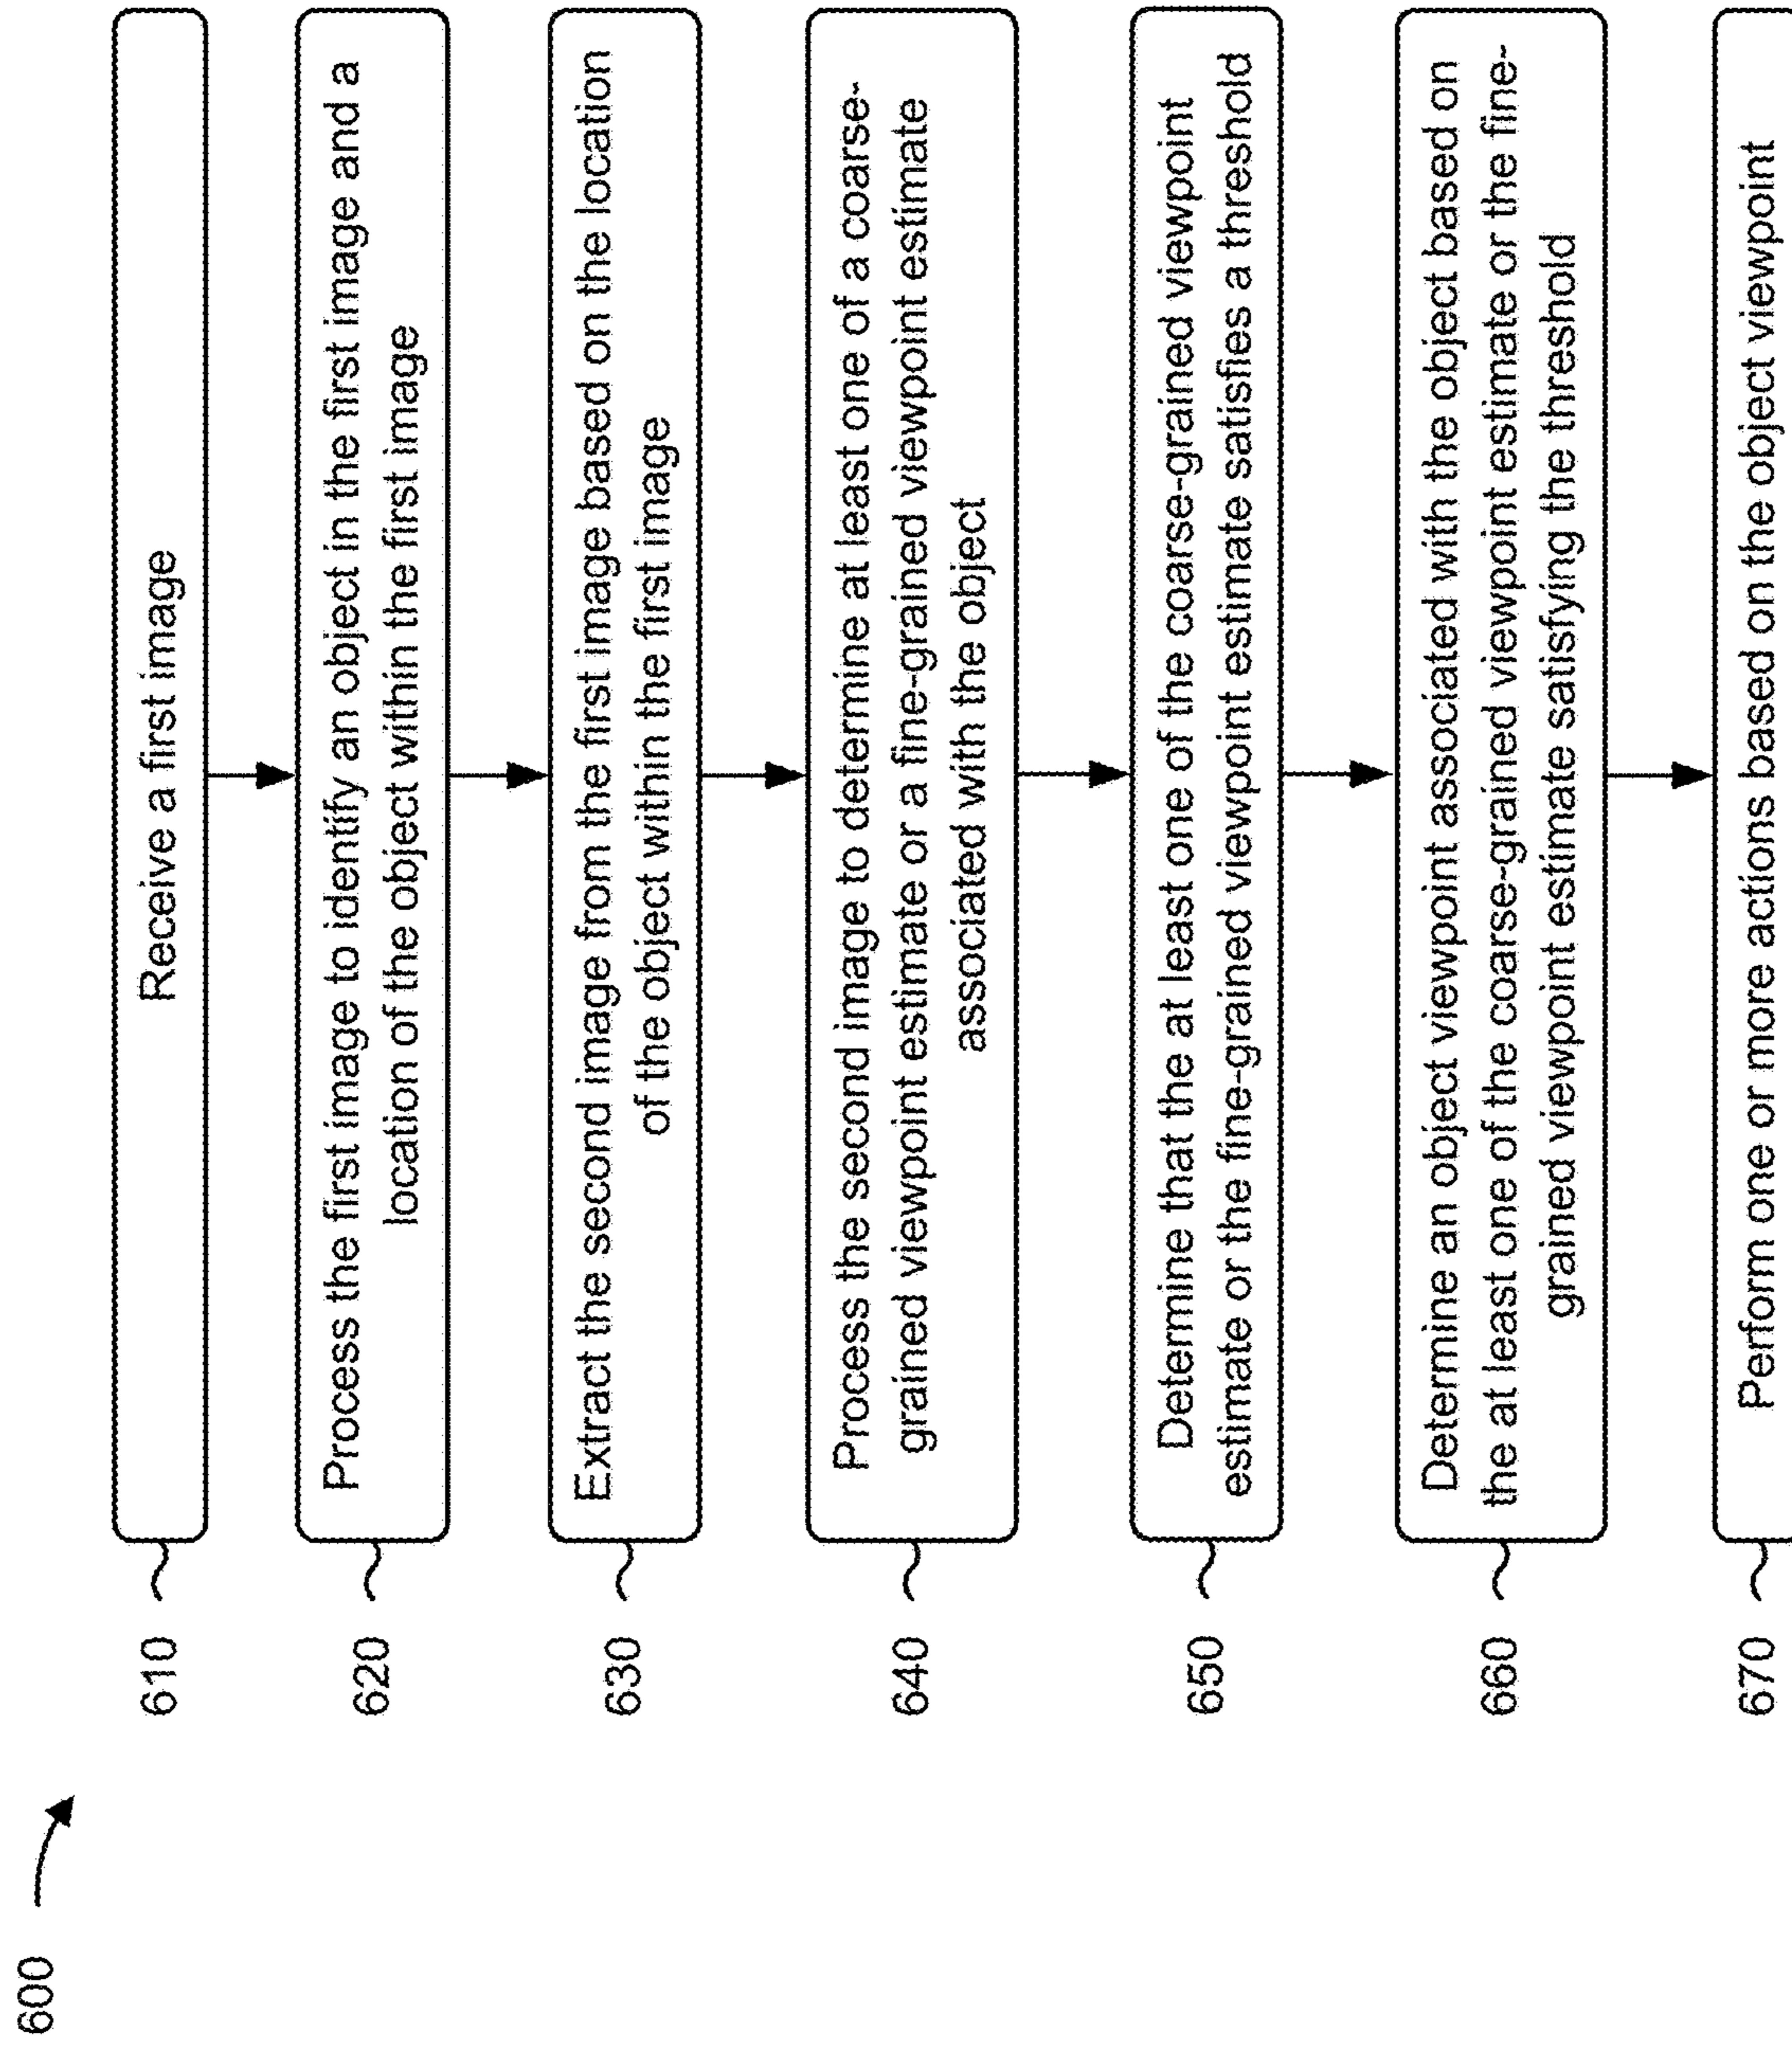 600
610
Receive a first image
620
Process the first image to identify an object in the first image and a
location of the object within the first image
630
Extract the second image from the first image based on the location
of the object within the first image
640
Process the second image to determine at least one of a coarse-
grained viewpoint estimate or a fine-grained viewpoint estimate
associated with the object
650
Determine that the at least one of the coarse-grained viewpoint
estimate or the fine-grained viewpoint estimate satisfies a threshold
660
Determine an object viewpoint associated with the object based on
the at least one of the coarse-grained viewpoint estimate or the fine-
grained viewpoint estimate satisfying the threshold
670
Perform one or more actions based on the object viewpoint